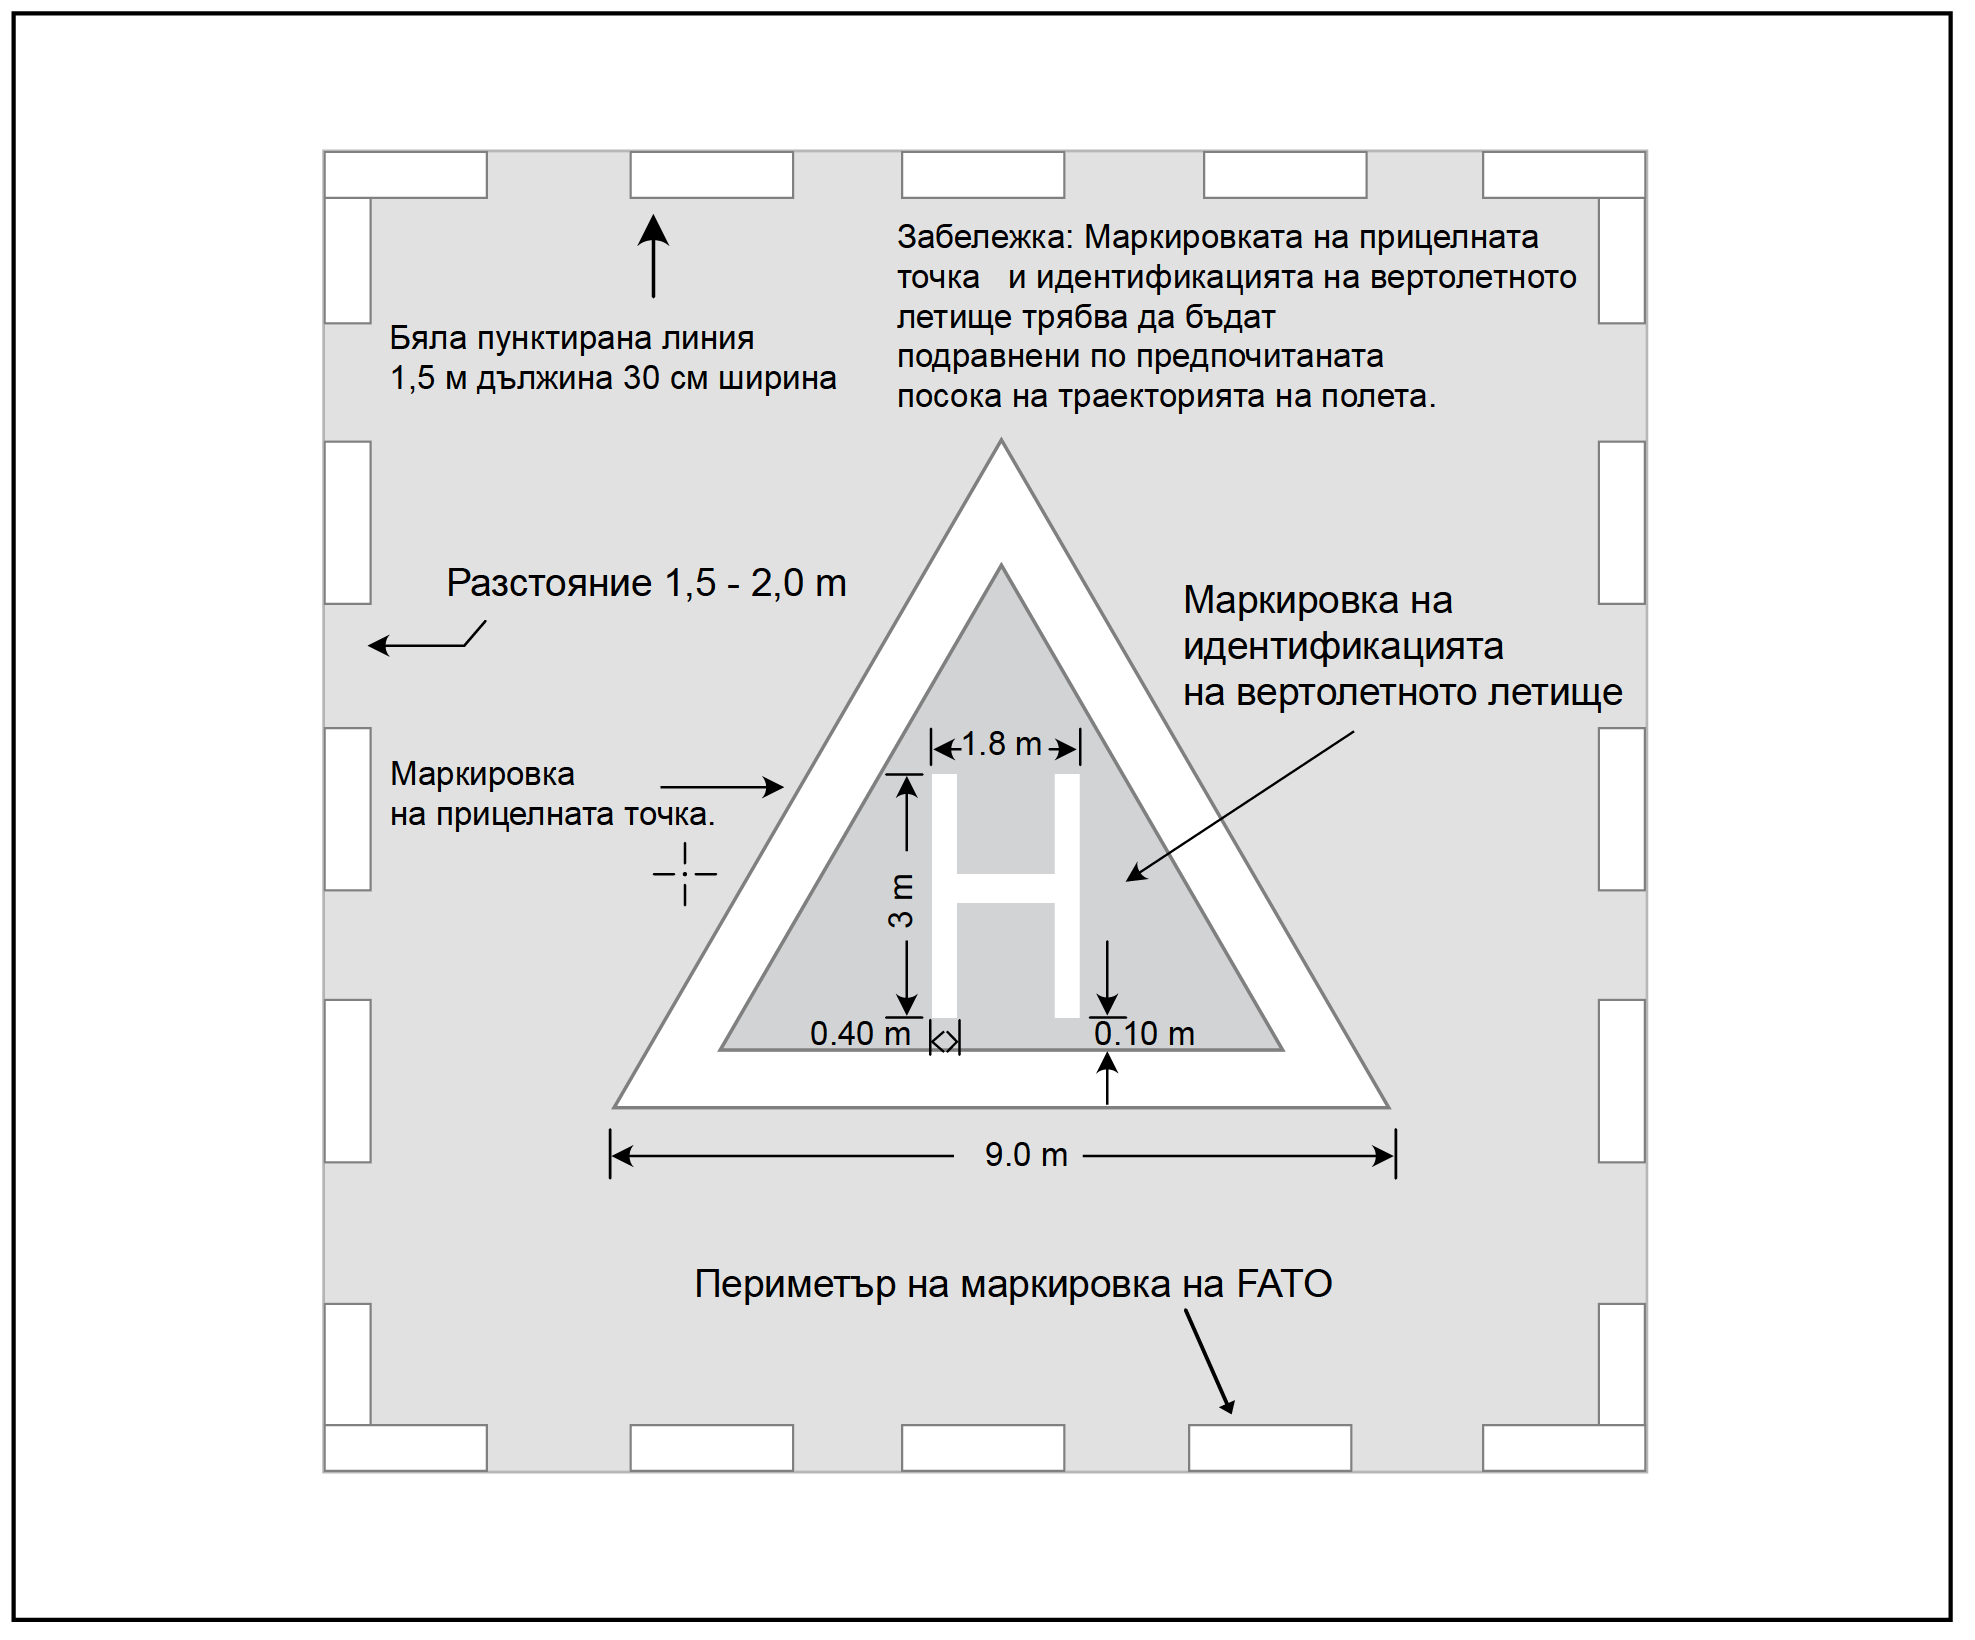 Забележка: Маркировката на прицелната
точка и идентификацията на вертолетното
летище трябва да бъдат
подравнени по предпочитаната
посока на траекторията на полета.
Бяла пунктирана линия
1,5 м дължина 30 см ширина
Разстояние 1,5 - 2,0 m
Маркировка на
идентификацията
на вертолетното летище
Маркировка
на прицелната точка.
1.8 m
3 m
H
0.40 m
0.10 m
9.0 m
Периметър на маркировка на FATO